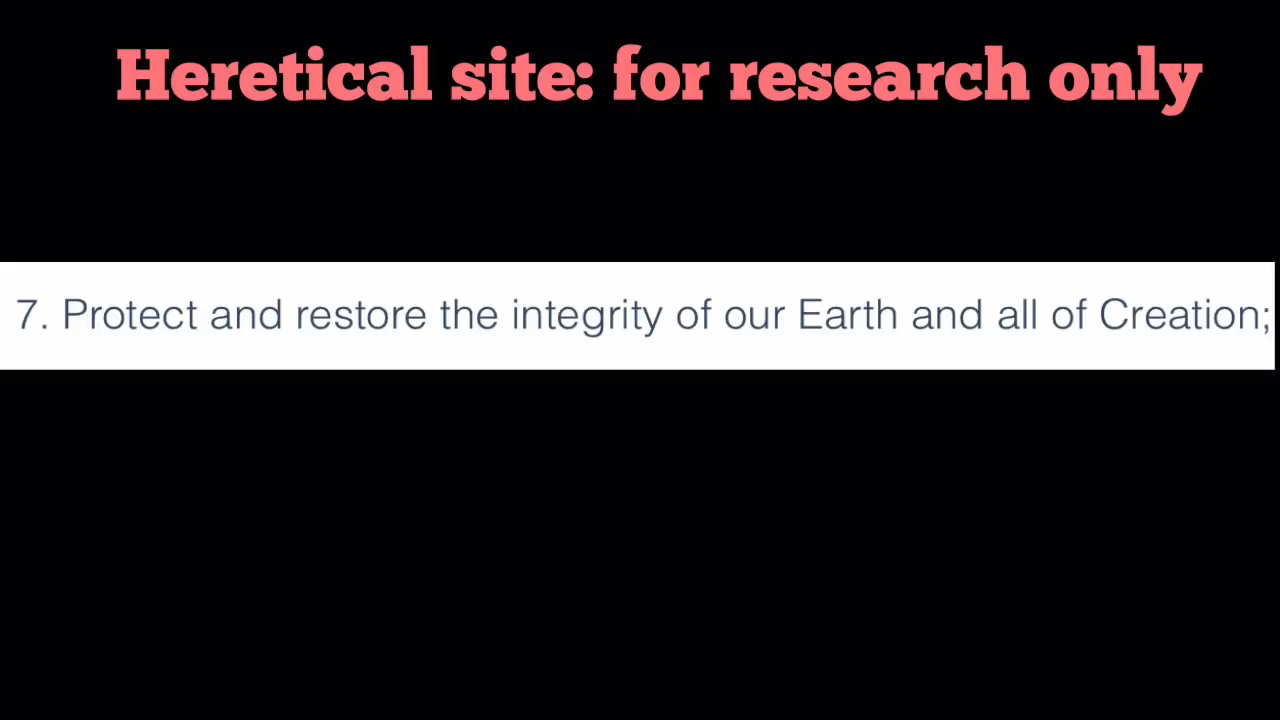 Heretical site: for research only
7. Protect and restore the integrity of our Earth and all of Creation;